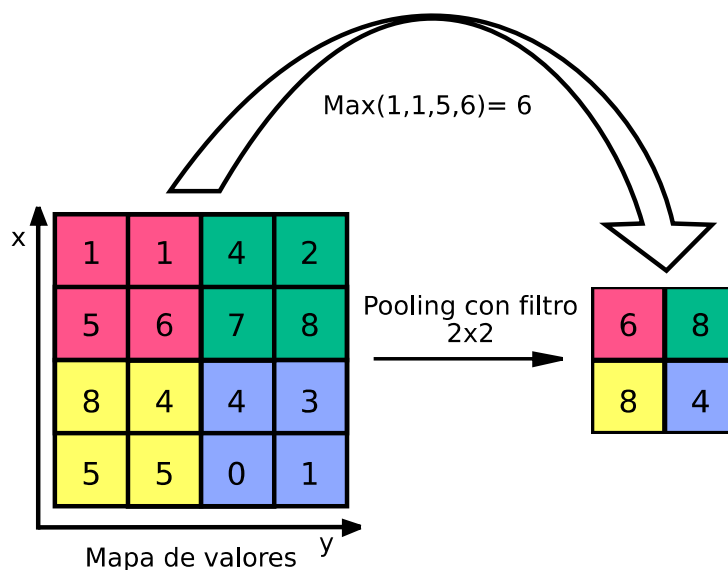 Max(1,1,5,6)= 6
x
1 1 4 2
5 6 7 8
8 4 4 3
5 5 0 1
y
Mapa de valores
Pooling con filtro
2x2
6 8
8 4